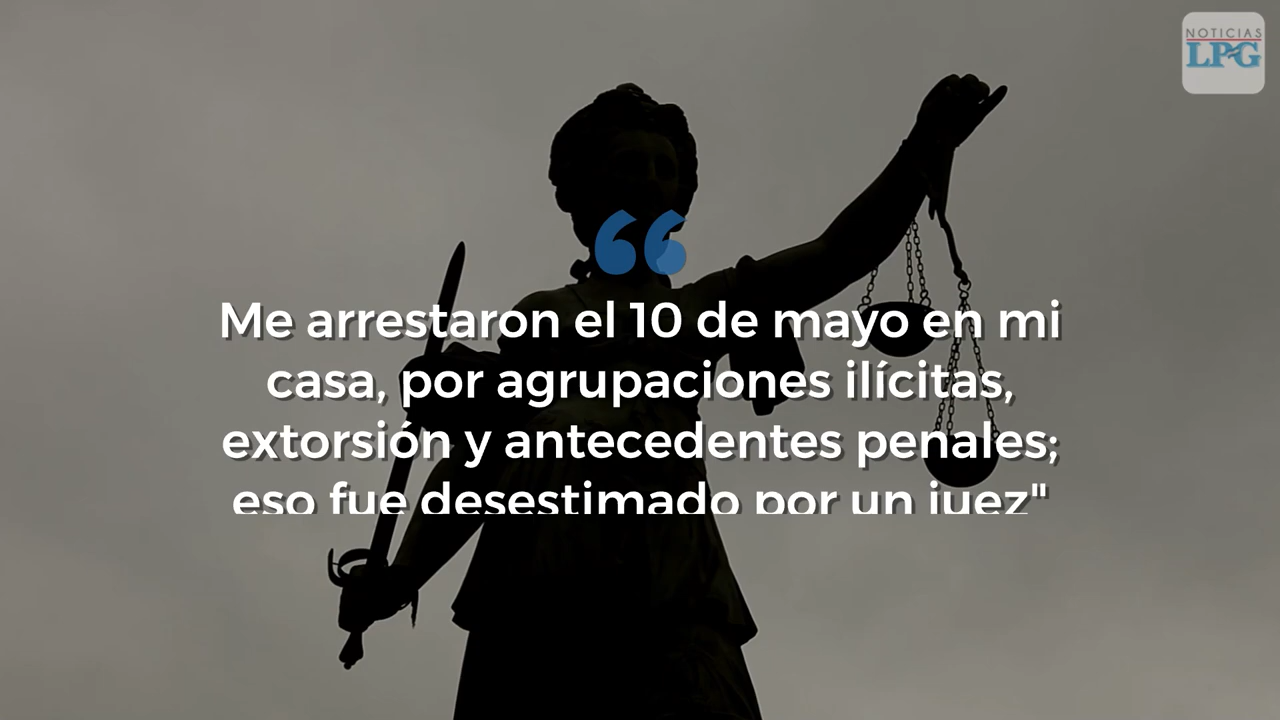 NOTICIAS
LPG
Me arrestaron el 10 de mayo en mi
casa, por agrupaciones ilícitas,
extorsión y antecedentes penales;
eso fue desestimado por un juez"